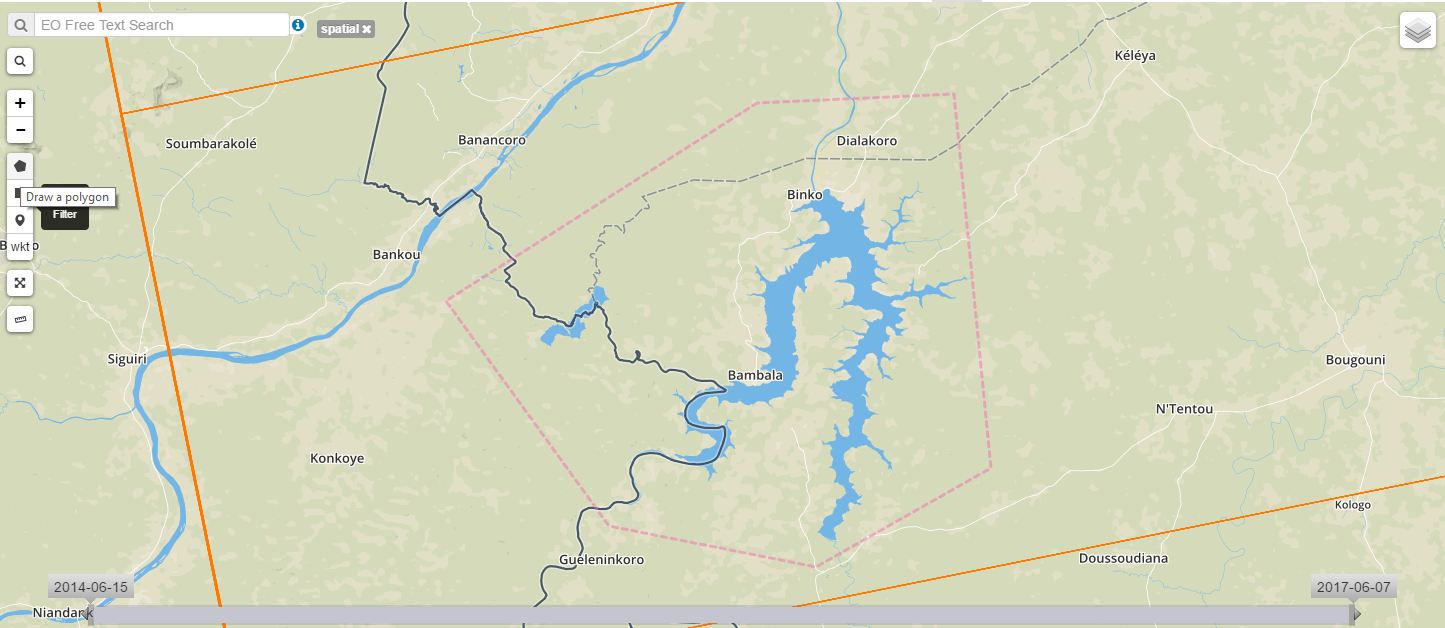 EO Free Text Search
spatial
Kéléya
Soumbarakolé
Banancoro
Dialakoro
Draw a polygon
Filter
Binko
wkt
Bankou
Siguiri
Bambala
Bougouni
N'Tentou
Konkoye
Kologo
Gueleninkoro
Doussoudiana
2014-06-15
2017-06-07